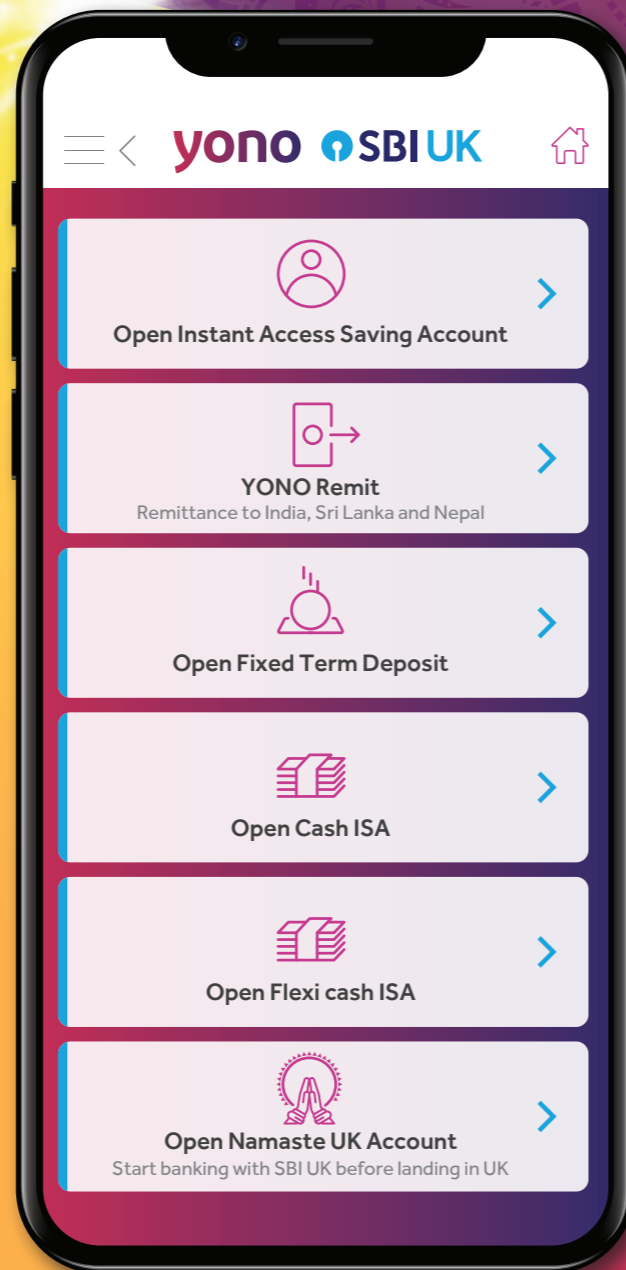 yono SBI UK
Open Instant Access Saving Account
YONO Remit
Remittance to India, Sri Lanka and Nepal
Open Fixed Term Deposit
Open Cash ISA
Open Flexi cash ISA
Open Namaste UK Account
Start banking with SBI UK before landing in UK